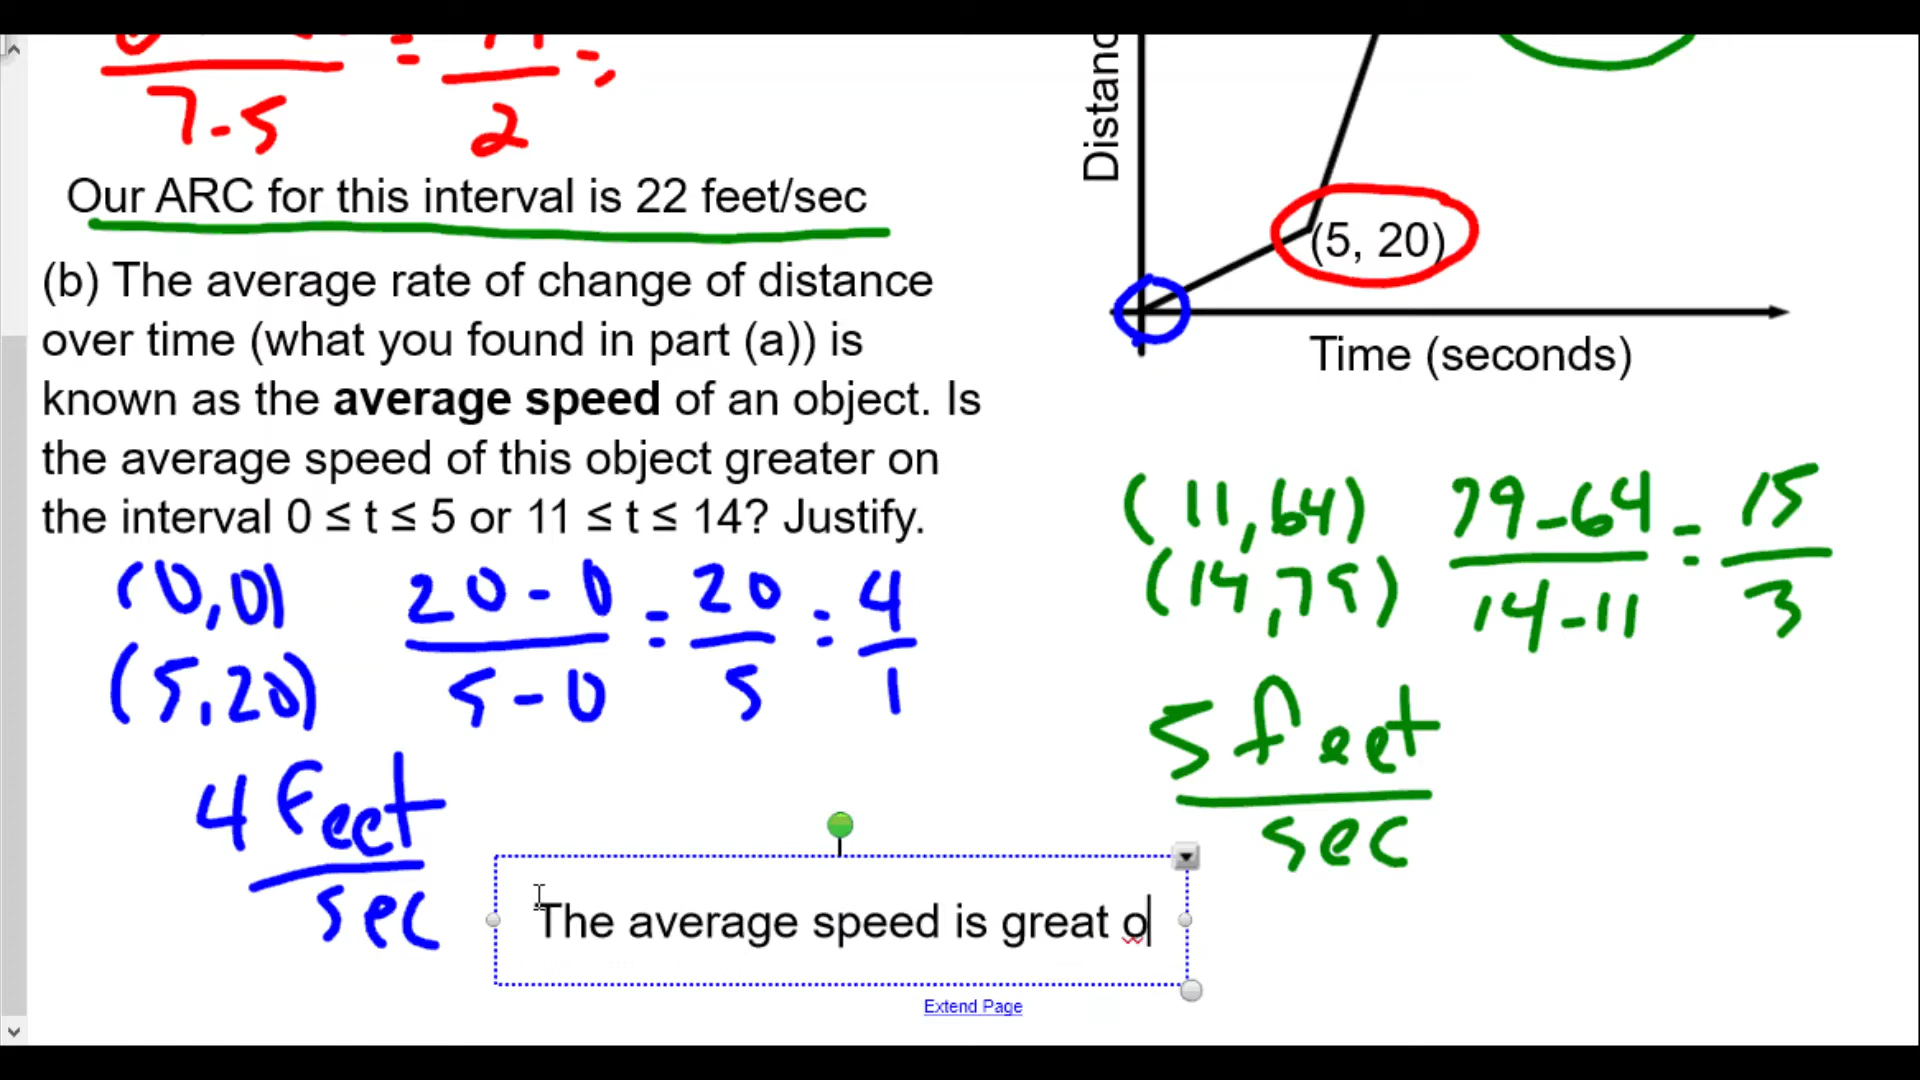 7-5
2
Our ARC for this interval is 22 feet/sec
(b) The average rate of change of distance
over time (what you found in part (a)) is
known as the average speed of an object. Is
the average speed of this object greater on
the interval 0 ≤ t ≤ 5 or 11 ≤ t ≤ 14? Justify.
(0,0)
(5,20)
20 - 0 = 20 = 4
5 - 0 5 1
4 feet
sec
Distanc
(5, 20)
Time (seconds)
(11,64)
(14,79)
79-64 = 15
14-11 3
5 feet
sec
The average speed is great o
Extend Page